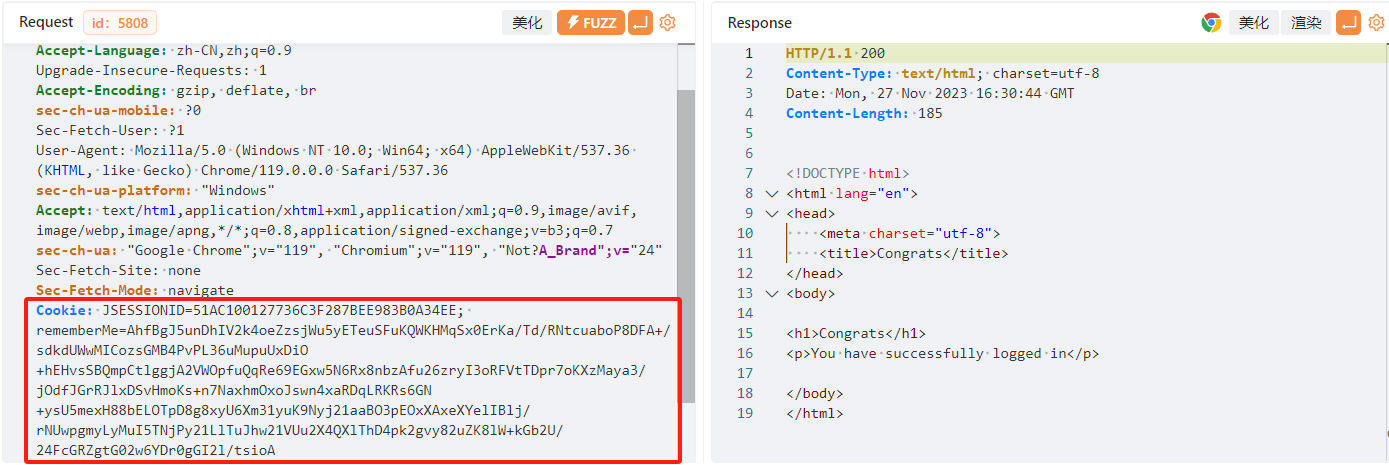 Request id: 5808 美化 FUZZ
Accept-Language: zh-CN,zh;q=0.9
Upgrade-Insecure-Requests: 1
Accept-Encoding: gzip, deflate, br
sec-ch-ua-mobile: ?0
Sec-Fetch-User: ?1
User-Agent: Mozilla/5.0 (Windows NT 10.0; Win64; x64) AppleWebKit/537.36
(KHTML, like Gecko) Chrome/119.0.0.0 Safari/537.36
sec-ch-ua-platform: "Windows"
Accept: text/html,application/xhtml+xml,application/xml;q=0.9,image/avif,
image/webp,image/apng,*/*;q=0.8,application/signed-exchange;v=b3;q=0.7
sec-ch-ua: "Google Chrome";v="119", "Chromium";v="119", "Not?A_Brand";v="24"
Sec-Fetch-Site: none
Sec-Fetch-Mode: navigate
Cookie: JSESSIONID=51AC100127736C3F287BEE983B0A34EE;
rememberMe=AhfBgJ5unDhIV2k4oeZzsjWu5yETeuSFuKQWKHMqSx0ErKa/Td/RNtcuaboP8DFA+/
sdkdUWwMICozsGMB4PvPL36uMupuUxDiO
+hEHvsSBQmpCtlggjA2VWOpfuQqRe69EGxw5N6Rx8nbzAfu26zryI3oRFVtTDpr7oKXzMaya3/
jOdfJGrRJlxDSvHmoKs+n7NaxhmOxoJswn4xaRDqLRKRs6GN
+ysU5mexH88bELOTpD8g8xyU6Xm31yuK9Nyj21aaBO3pEOxXAxeXYelIBlj/
rNUwpgmyLyMuI5TNjPy21LlTuJhw21VUu2X4QXlThD4pk2gvy82uZK8lW+kGb2U/
24FcGRZgtG02w6YDr0gGI2l/tsioA
Response 美化 渲染
1 HTTP/1.1 200
2 Content-Type: text/html; charset=utf-8
3 Date: Mon, 27 Nov 2023 16:30:44 GMT
4 Content-Length: 185
5
6
7 <!DOCTYPE html>
8 <html lang="en">
9 <head>
10 <meta charset="utf-8">
11 <title>Congrats</title>
12 </head>
13 <body>
14
15 <h1>Congrats</h1>
16 <p>You have successfully logged in</p>
17
18 </body>
19 </html>